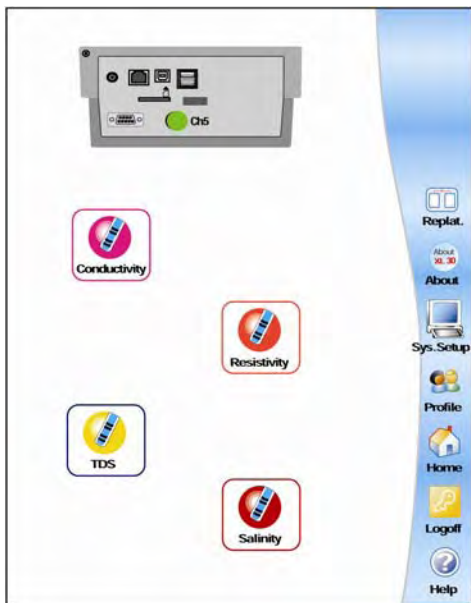 Ch5
Conductivity
Resistivity
TDS
Salinity
Replat.
About
XL 30
About
Sys.Setup
Profile
Home
Logoff
Help